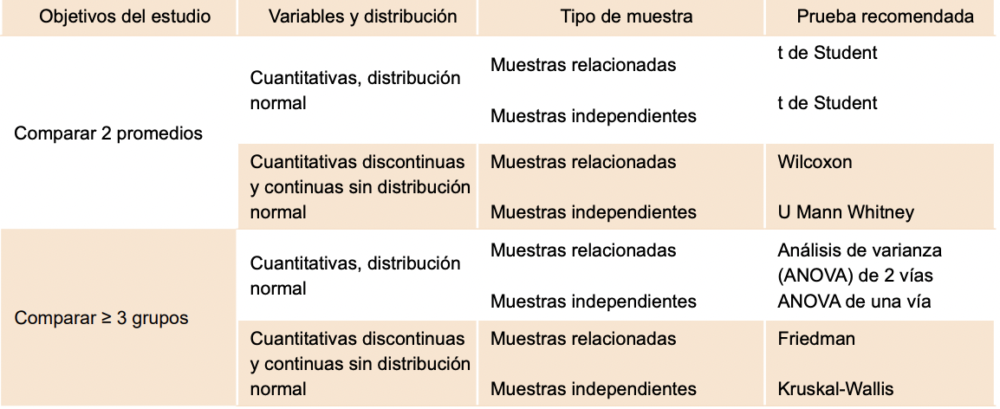 Objetivos del estudio Variables y distribución Tipo de muestra Prueba recomendada
Comparar 2 promedios
Cuantitativas, distribución
normal
Muestras relacionadas
t de Student
Muestras independientes
t de Student
Cuantitativas discontinuas
y continuas sin distribución
normal
Muestras relacionadas
Wilcoxon
Muestras independientes
U Mann Whitney
Comparar ≥ 3 grupos
Cuantitativas, distribución
normal
Muestras relacionadas
Análisis de varianza
(ANOVA) de 2 vías
Muestras independientes
ANOVA de una vía
Cuantitativas discontinuas
y continuas sin distribución
normal
Muestras relacionadas
Friedman
Muestras independientes
Kruskal-Wallis